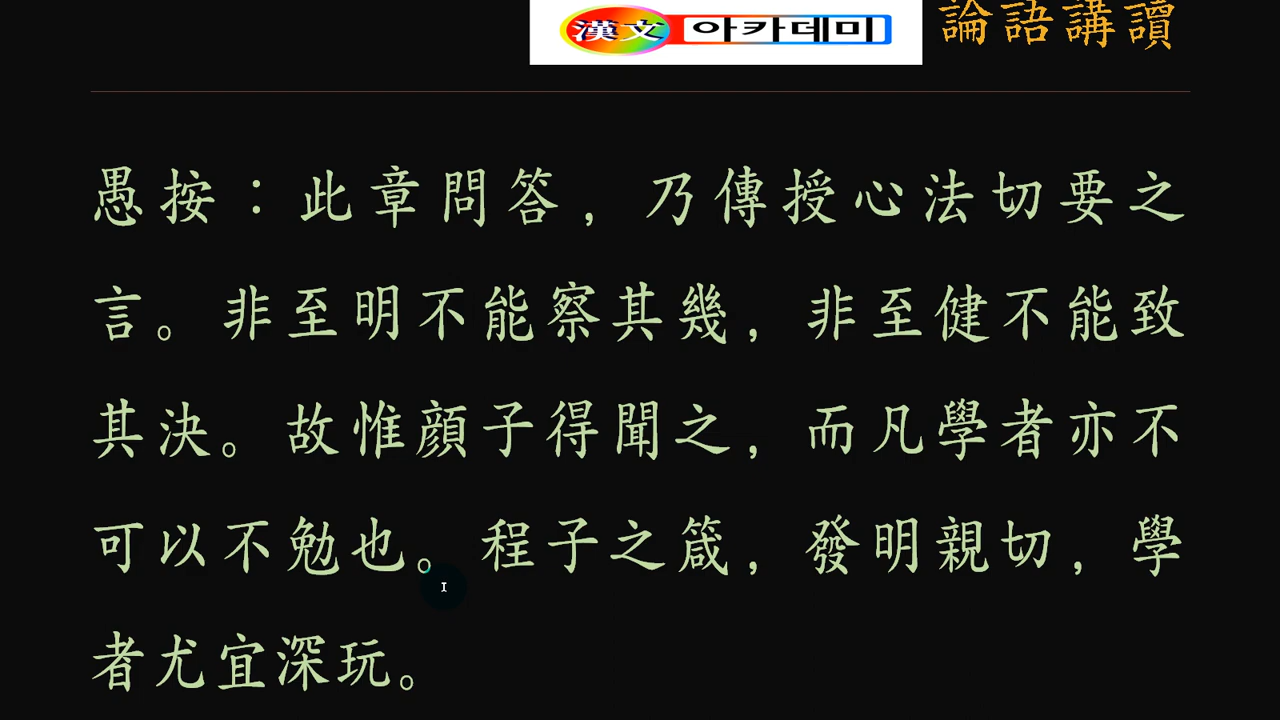 漢文 아카데미
論語講讀
愚按：此章問答，乃傳授心法切要之
言。非至明不能察其幾，非至健不能致
其決。故惟顔子得聞之，而凡學者亦不
可以不勉也。程子之箴，發明親切，學
者尤宜深玩。